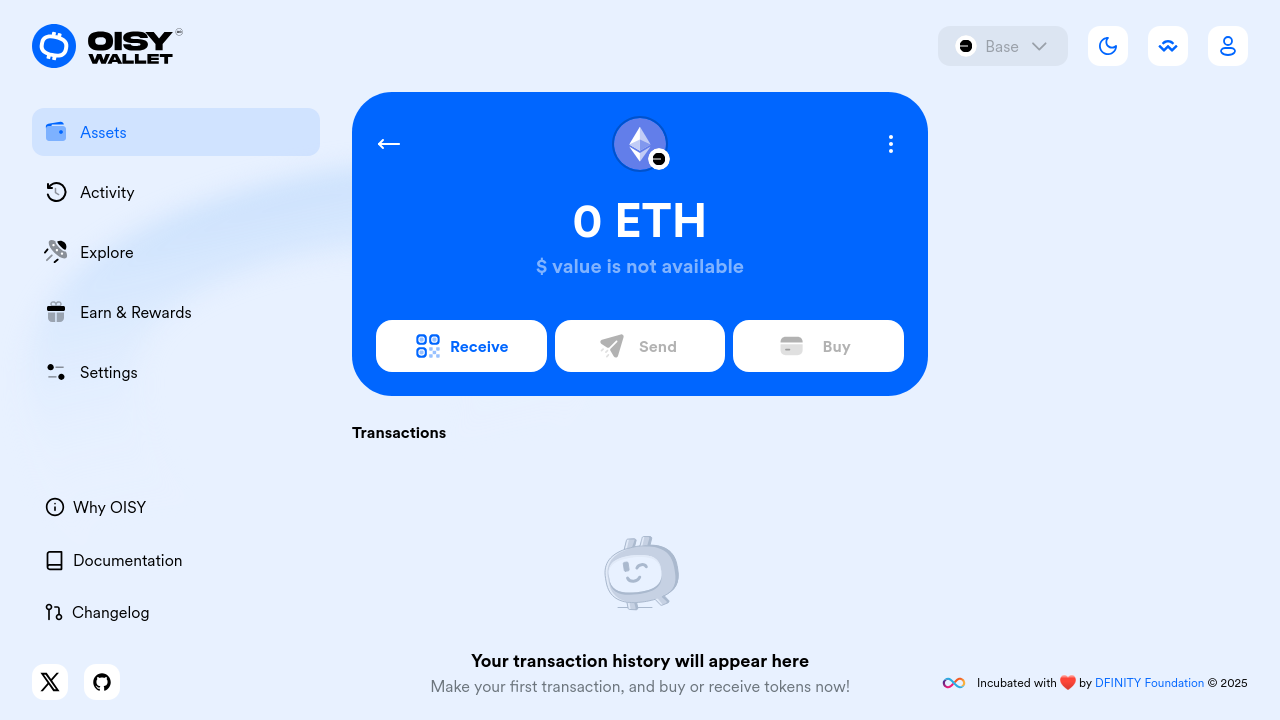 OISY
WALLET
Base
Assets
Activity
Explore
Earn & Rewards
Settings
Why OISY
Documentation
Changelog
0 ETH
$ value is not available
Receive
Send
Buy
Transactions
Your transaction history will appear here
Make your first transaction, and buy or receive tokens now!
Incubated with ❤️ by DFINITY Foundation © 2025